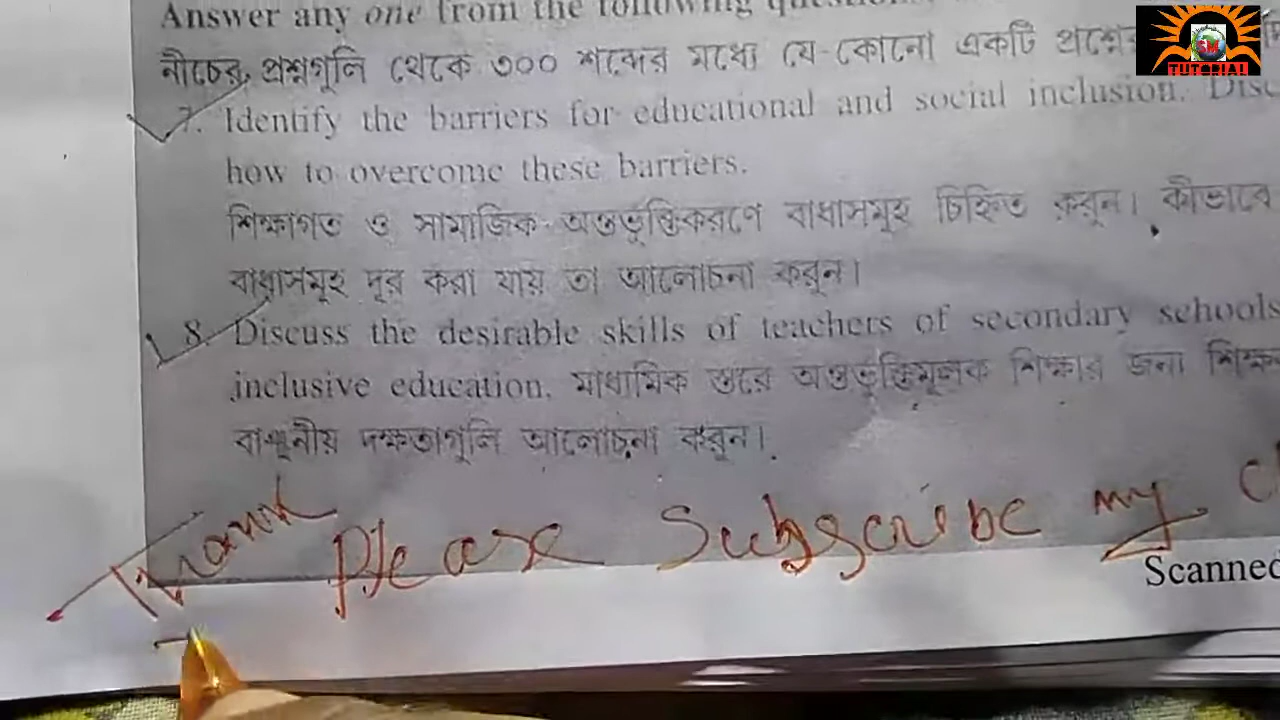 Answer any one from the following
নীচের প্রশ্নগুলি থেকে ৩০০ শব্দের মধ্যে যে-কোনো একটি প্রশ্নের
7. Identify the barriers for educational and social inclusion.
how to overcome these barriers.
শিক্ষাগত ও সামাজিক অন্তর্ভুক্তিকরণে বাধাসমূহ চিহ্নিত করুন। কীভাবে
বাধাসমূহ দূর করা যায় তা আলোচনা করুন।
8. Discuss the desirable skills of teachers of secondary schools
inclusive education. মাধ্যমিক স্তরে অন্তর্ভুক্তিমূলক শিক্ষার জন্য
বাঞ্ছনীয় দক্ষতাগুলি আলোচনা করুন।
Thank
Please Subscribe my
Scanned
SM
TUTORIAL